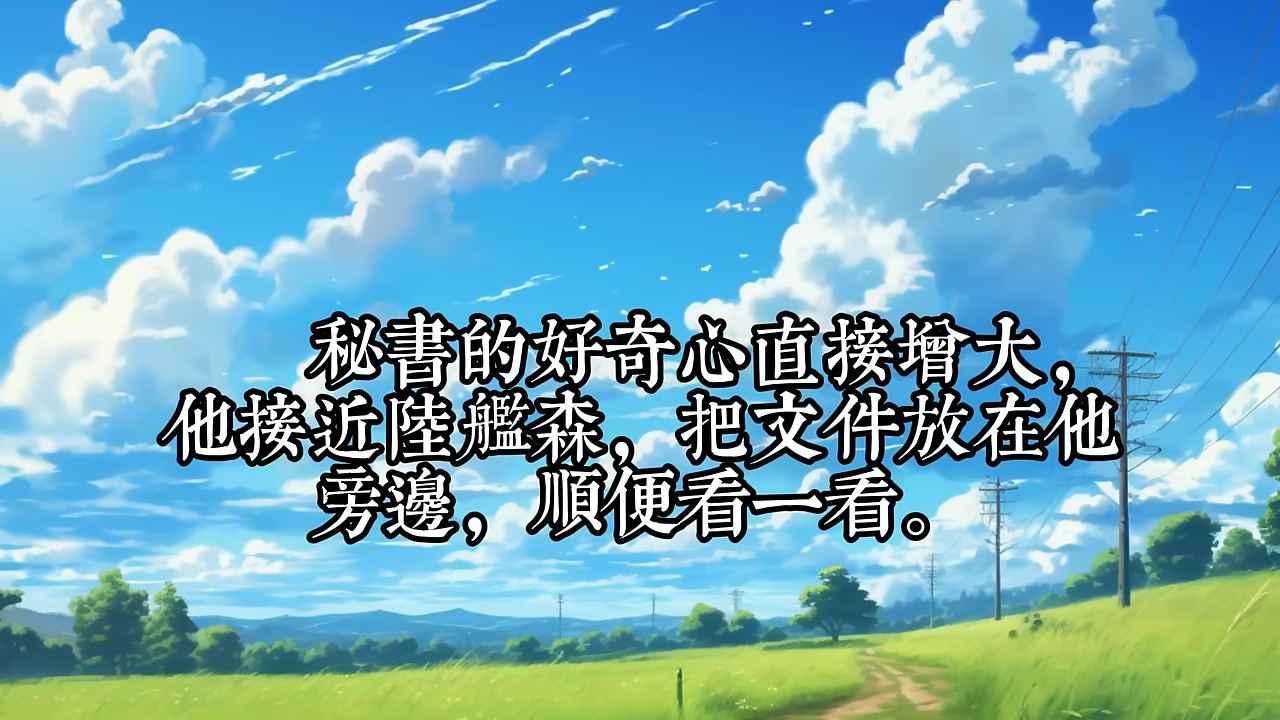 秘書的好奇心直接增大，
他接近陸艦森，把文件放在他
旁邊，順便看一看。